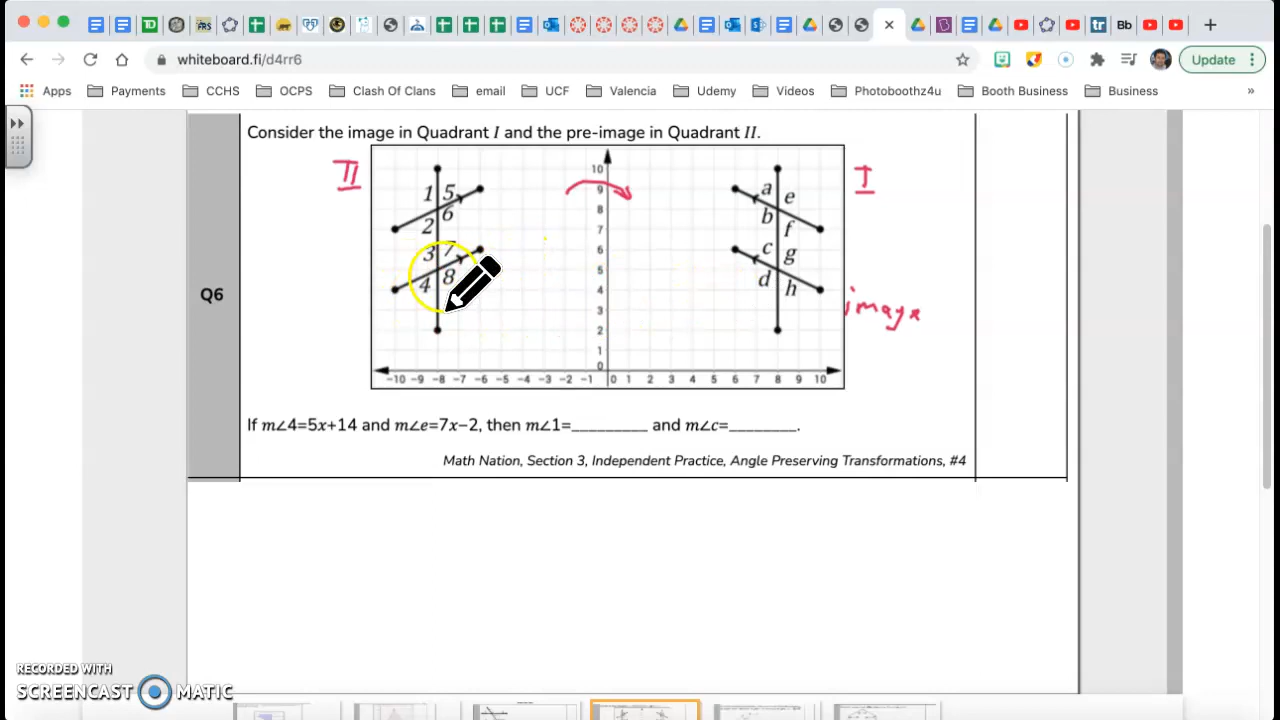 Bb
tr
whiteboard.fi/d4rr6
Update
Apps Payments CCHS OCPS Clash Of Clans email UCF Valencia Udemy Videos Photoboothz4u Booth Business Business »
Consider the image in Quadrant I and the pre-image in Quadrant II.
II
I
10
9
8
7
6
5
4
3
2
1
0
1 5
2 6
3 7
4 8
a e
b f
c g
d h
image
-10 -9 -8 -7 -6 -5 -4 -3 -2 -1 0 1 2 3 4 5 6 7 8 9 10
Q6
If m∠4=5x+14 and m∠e=7x−2, then m∠1=_________ and m∠c=________.
Math Nation, Section 3, Independent Practice, Angle Preserving Transformations, #4
RECORDED WITH
SCREENCAST MATIC